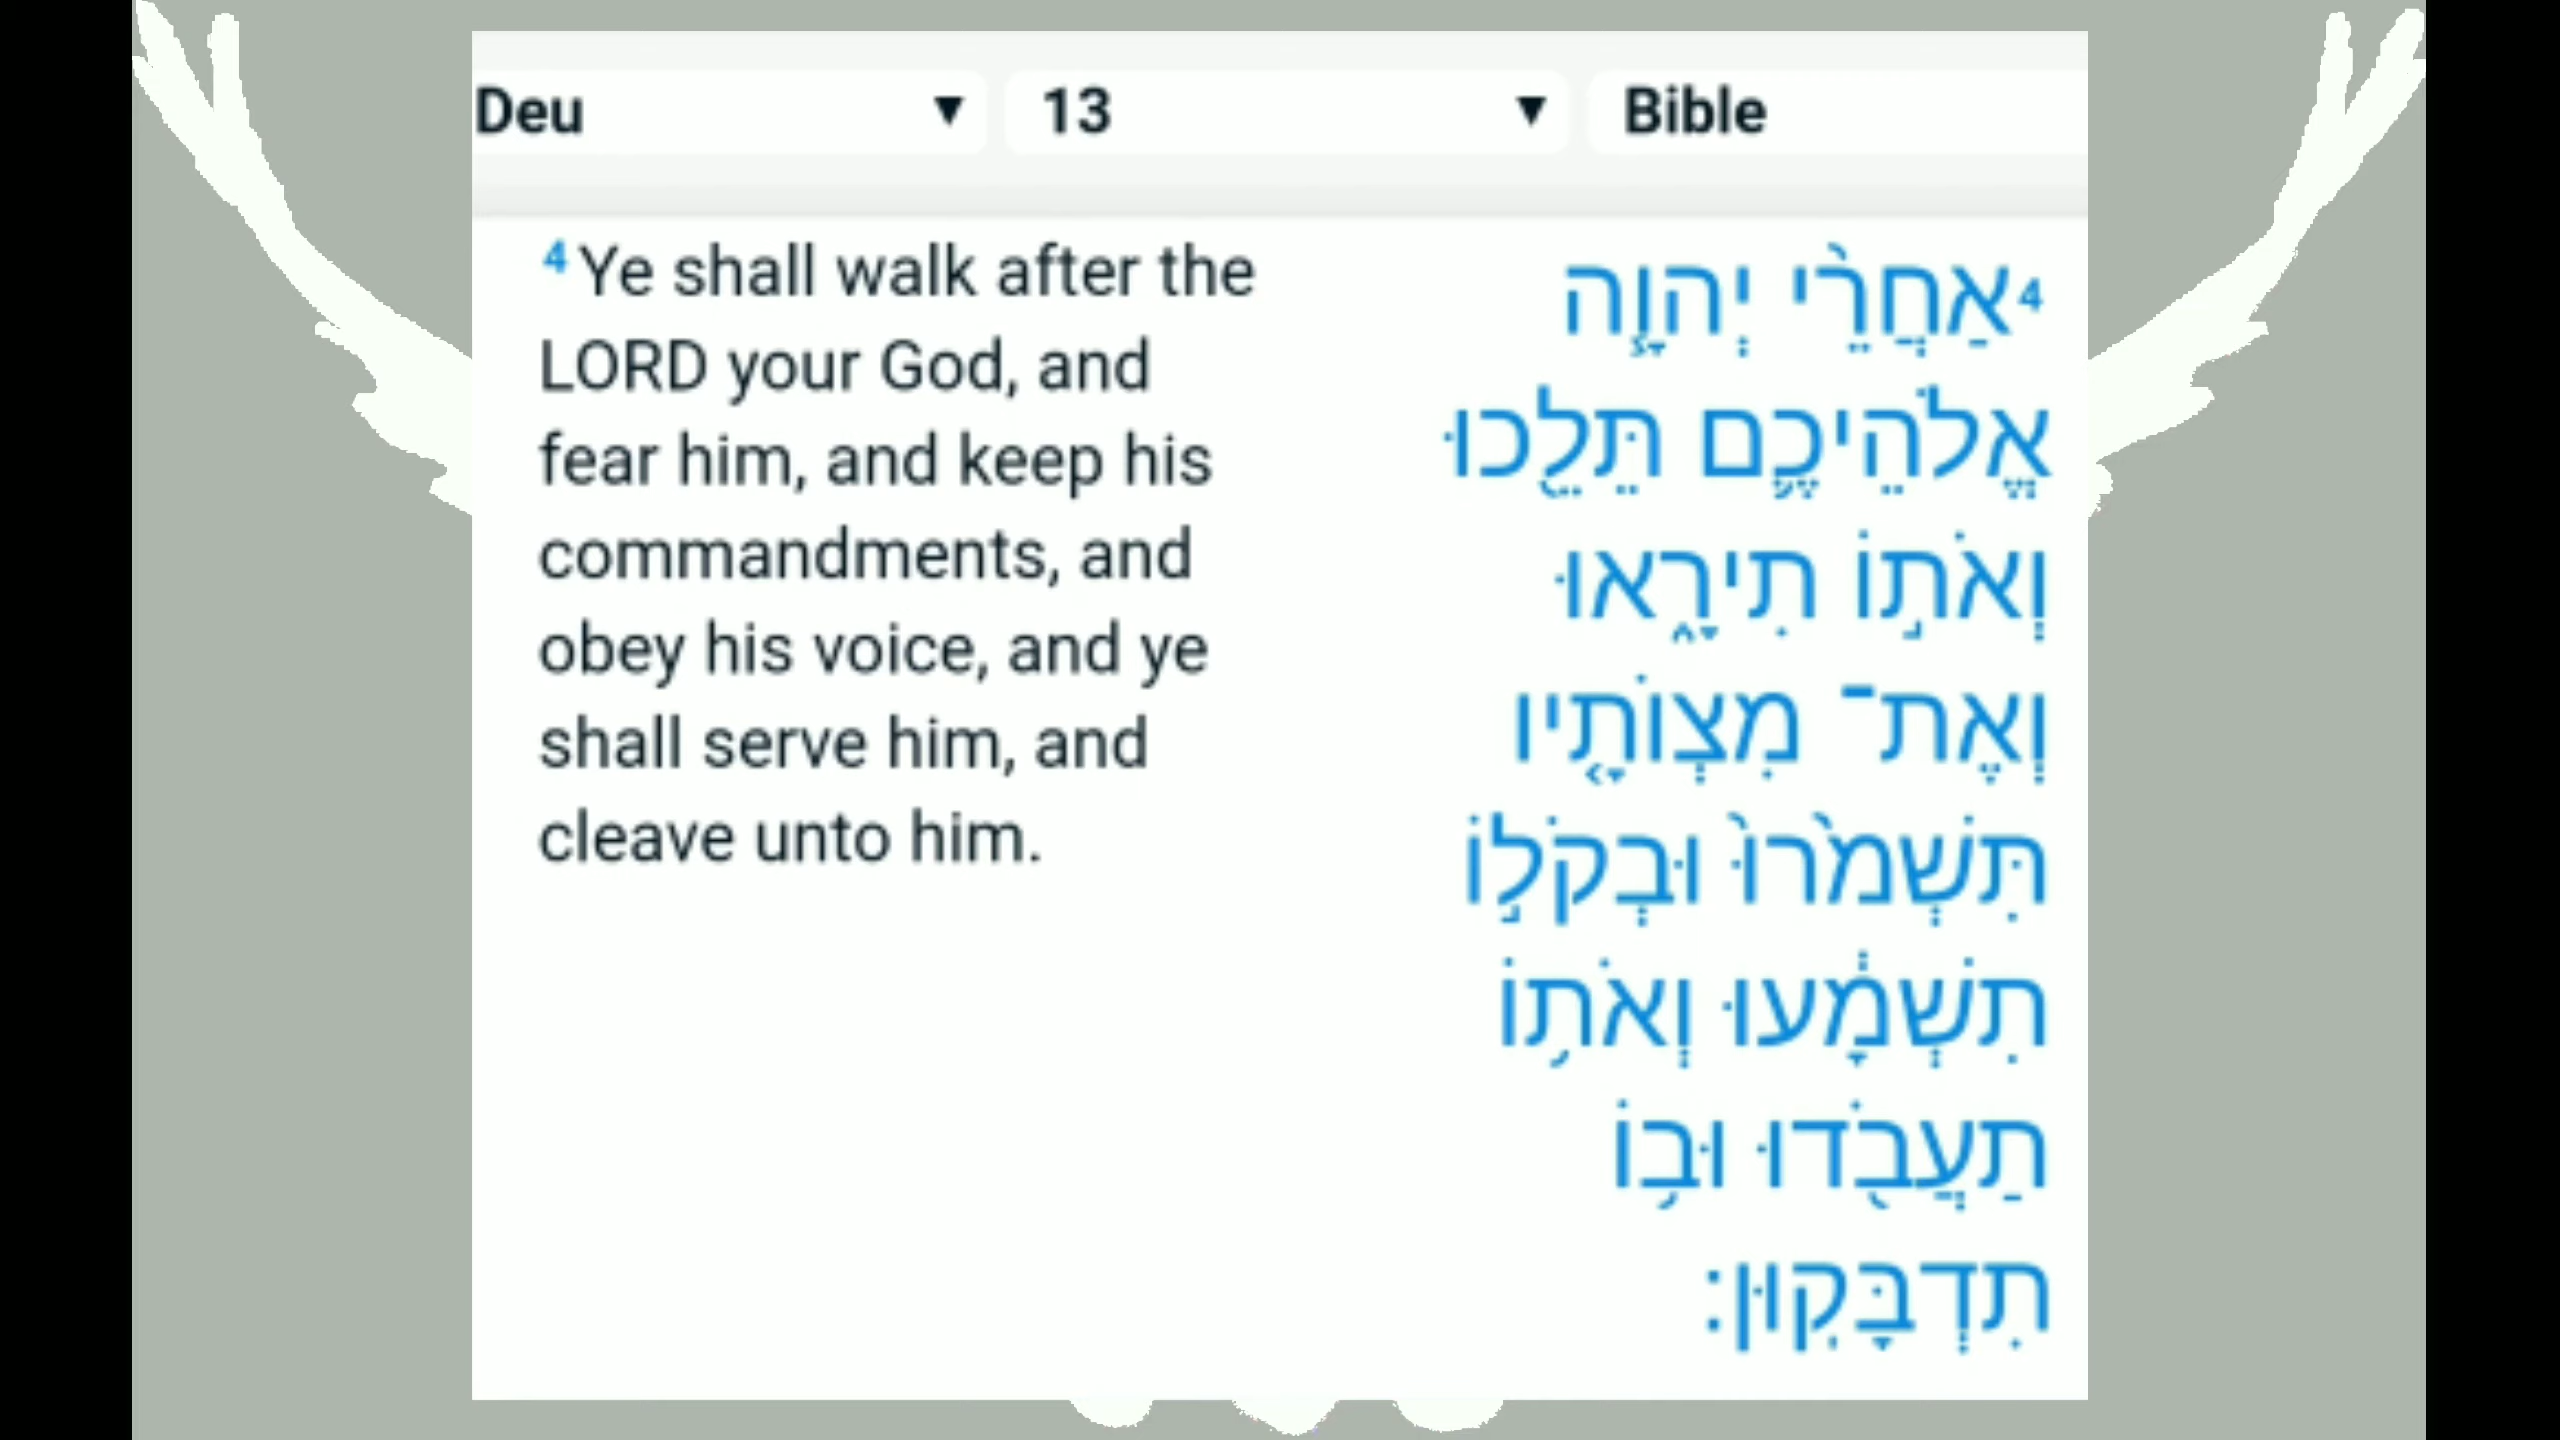 Deu ▼ 13 ▼ Bible
4 Ye shall walk after the
LORD your God, and
fear him, and keep his
commandments, and
obey his voice, and ye
shall serve him, and
cleave unto him.
4 אַחֲרֵ֨י יְהוָ֧ה
אֱלֹהֵיכֶ֛ם תֵּלֵ֖כוּ
וְאֹת֣וֹ תִירָ֑אוּ
וְאֶת־ מִצְוֺתָ֤יו
תִּשְׁמֹ֙רוּ֙ וּבְקֹל֣וֹ
תִשְׁמָ֔עוּ וְאֹת֥וֹ
תַעֲבֹ֖דוּ וּב֥וֹ
תִדְבָּקֽוּן׃